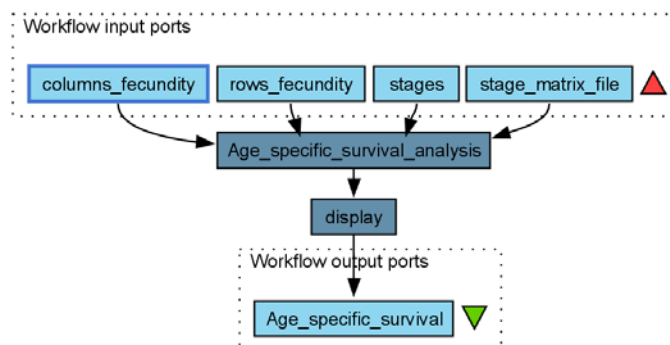 Workflow input ports
columns_fecundity
rows_fecundity
stages
stage_matrix_file
Age_specific_survival_analysis
display
Workflow output ports
Age_specific_survival